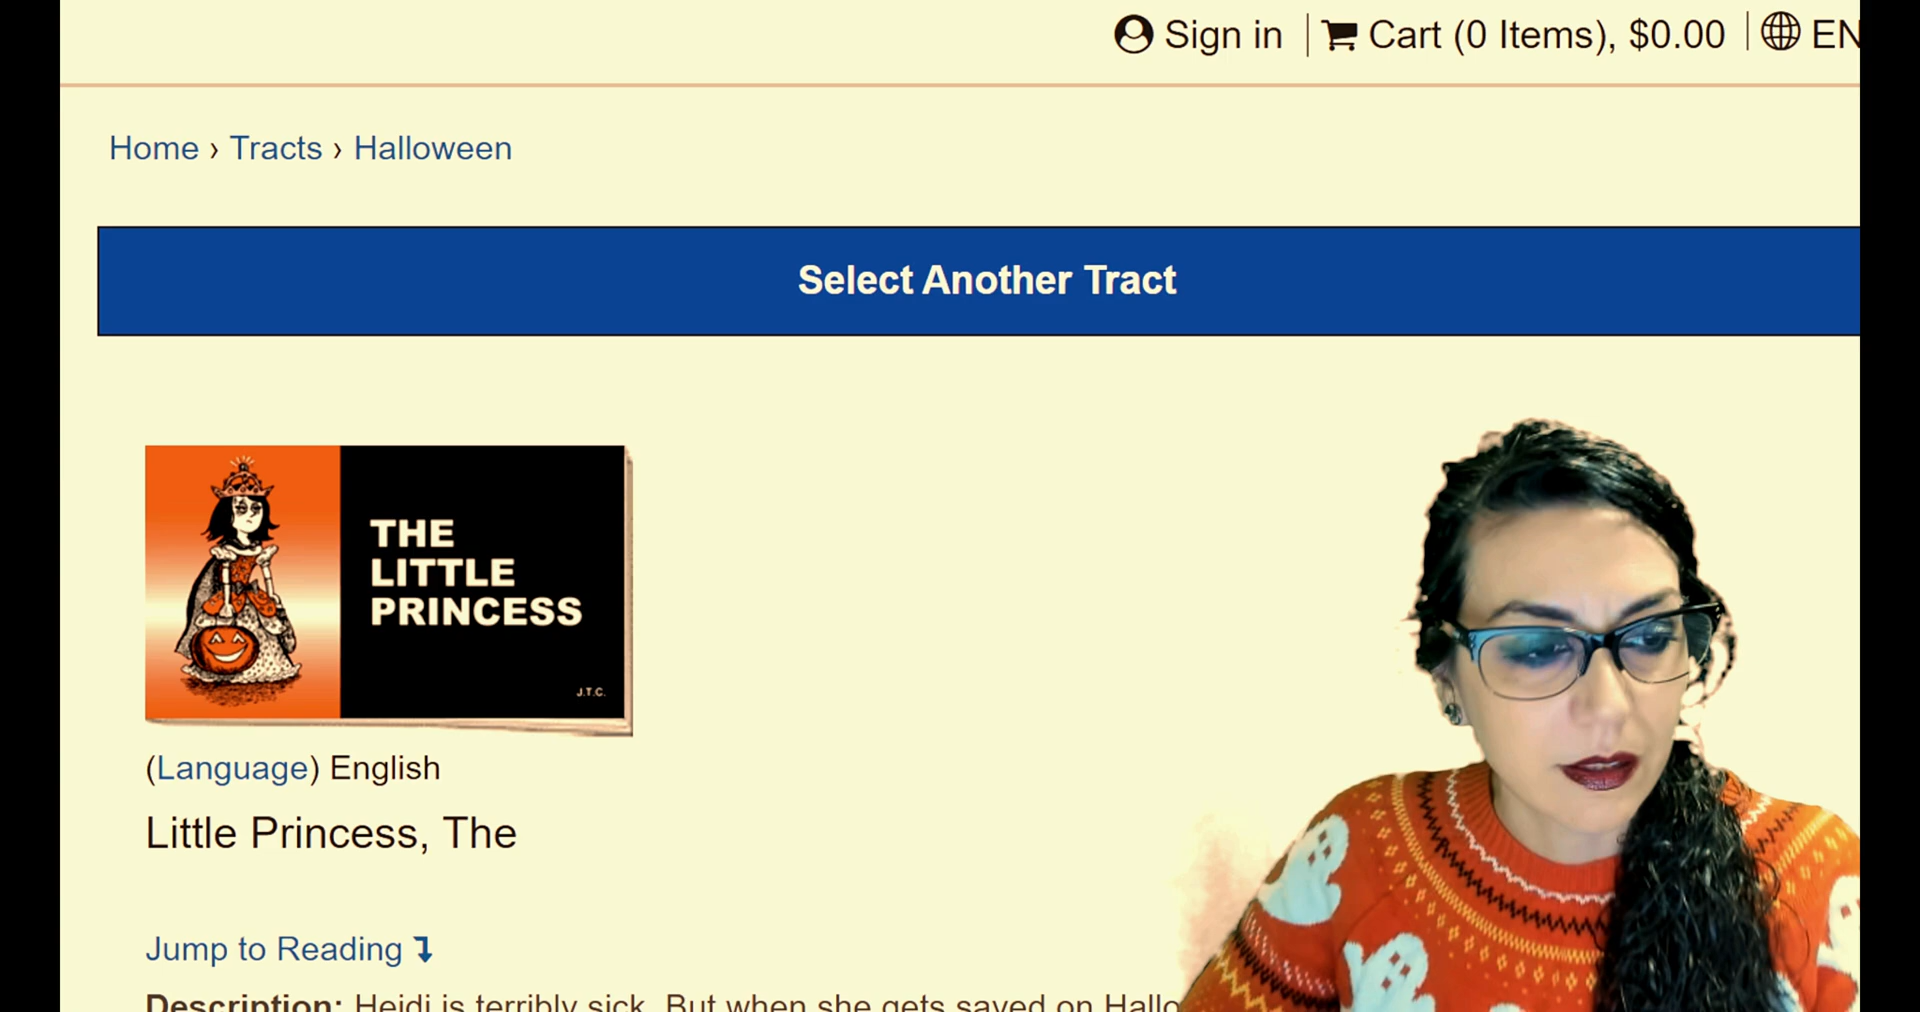 Sign in
Cart (0 Items), $0.00
EN
Home › Tracts › Halloween
Select Another Tract
THE
LITTLE
PRINCESS
J.T.C.
(Language) English
Little Princess, The
Jump to Reading
Description: Heidi is terribly sick. But when she gets saved on Hallo